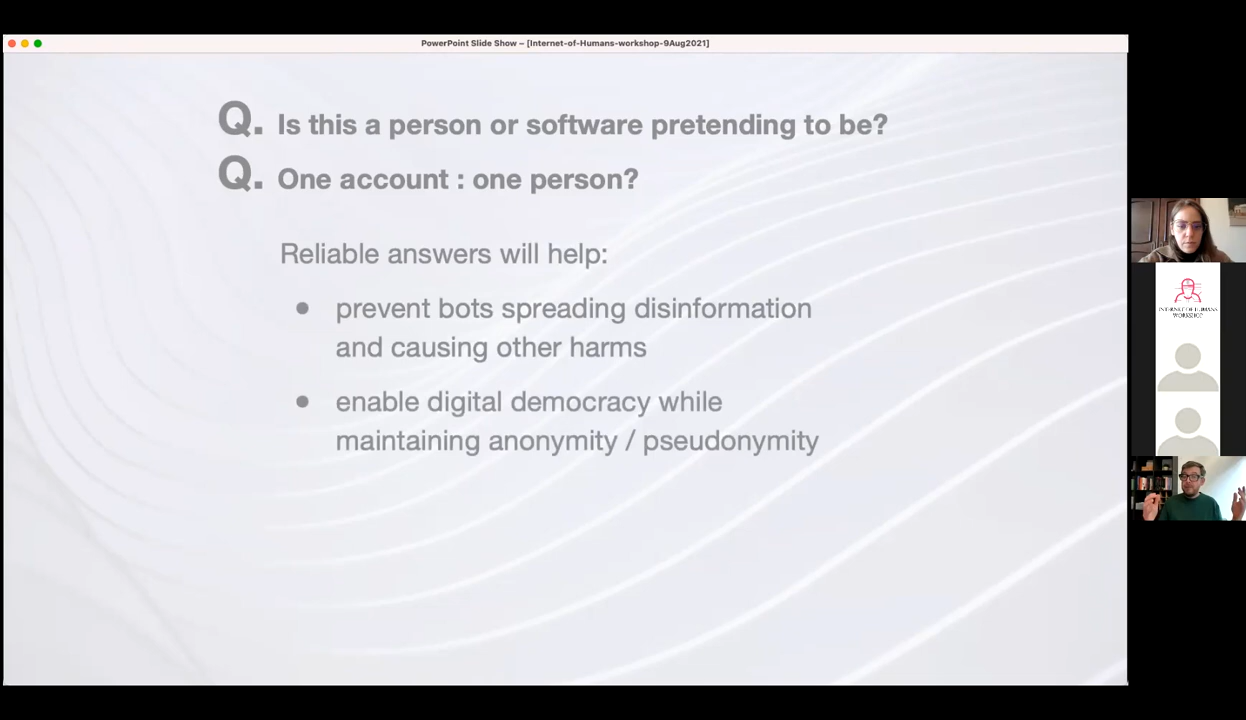 PowerPoint Slide Show – [Internet-of-Humans-workshop-9Aug2021]
Q. Is this a person or software pretending to be?
Q. One account : one person?
Reliable answers will help:
• prevent bots spreading disinformation
and causing other harms
• enable digital democracy while
maintaining anonymity / pseudonymity
INTERNET OF HUMANS
WORKSHOP